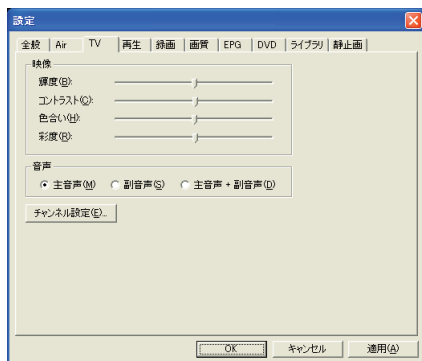 設定
全般 Air TV 再生 録画 画質 EPG DVD ライブラリ 静止画
映像
輝度(B):
コントラスト(C):
色合い(H):
彩度(R):
音声
主音声(M) 副音声(S) 主音声 + 副音声(D)
チャンネル設定(E)...
OK キャンセル 適用(A)